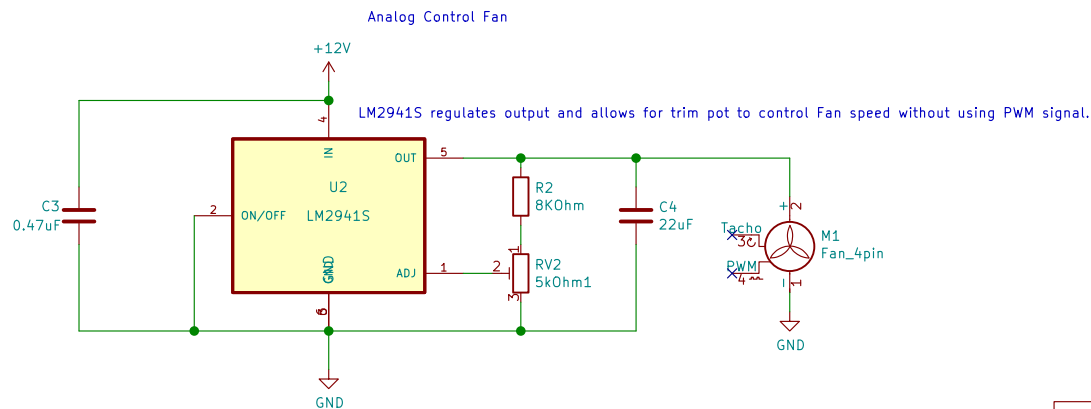 Analog Control Fan
+12V
LM2941S regulates output and allows for trim pot to control Fan speed without using PWM signal.
4
IN
OUT
5
U2
LM2941S
2
ON/OFF
C3
0.47uF
GND
ADJ
1
R2
8KOhm
1
2
RV2
5kOhm1
3
C4
22uF
+
2
Tacho
3
M1
Fan_4pin
PWM
4
-
1
GND
GND